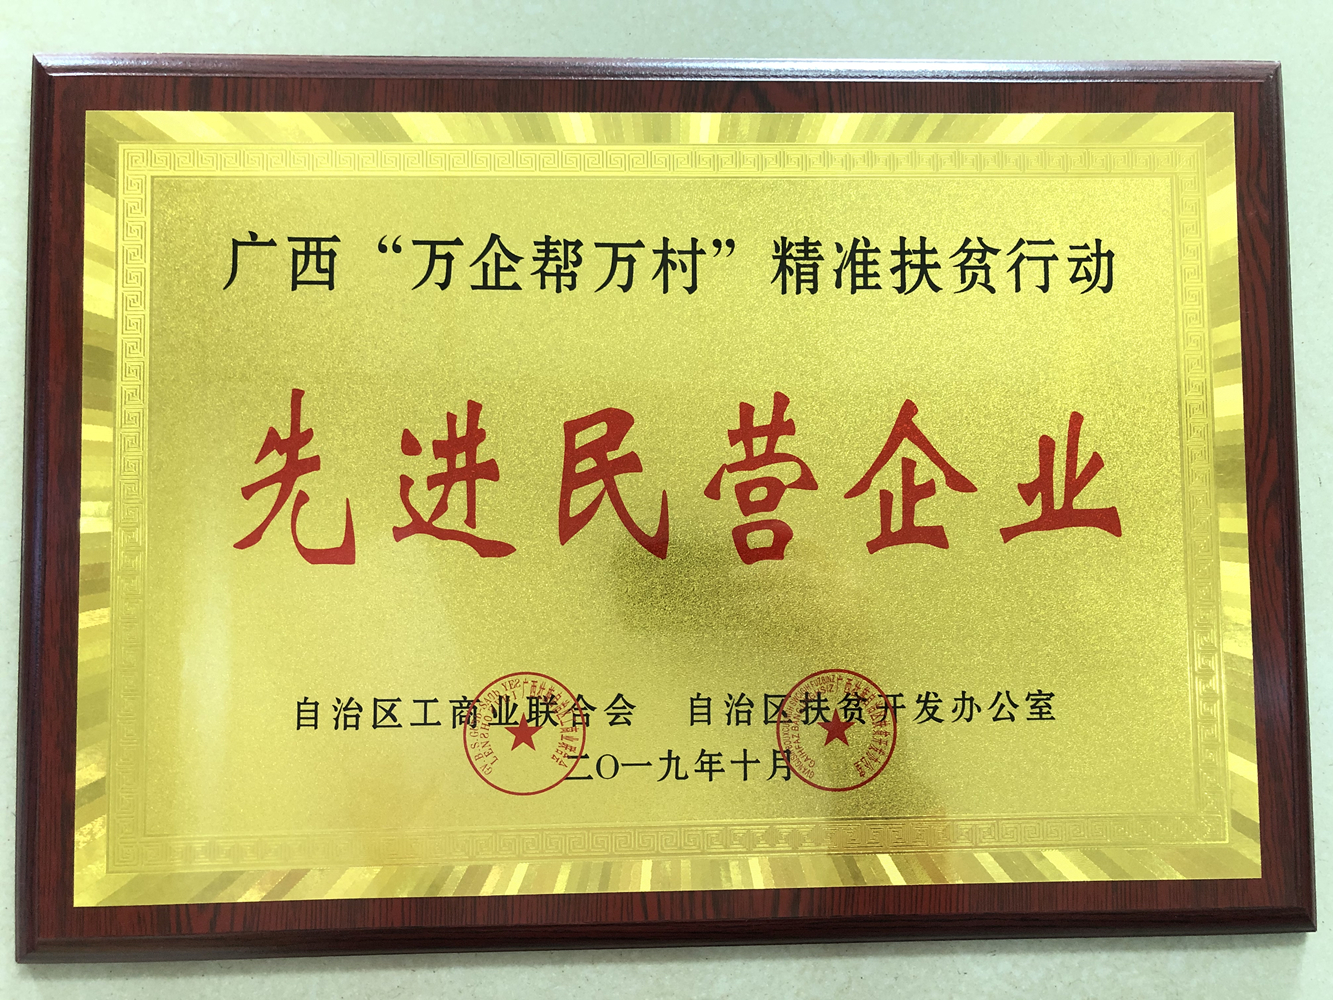 广西“万企帮万村”精准扶贫行动
先进民营企业
自治区工商业联合会 自治区扶贫开发办公室
二〇一九年十月